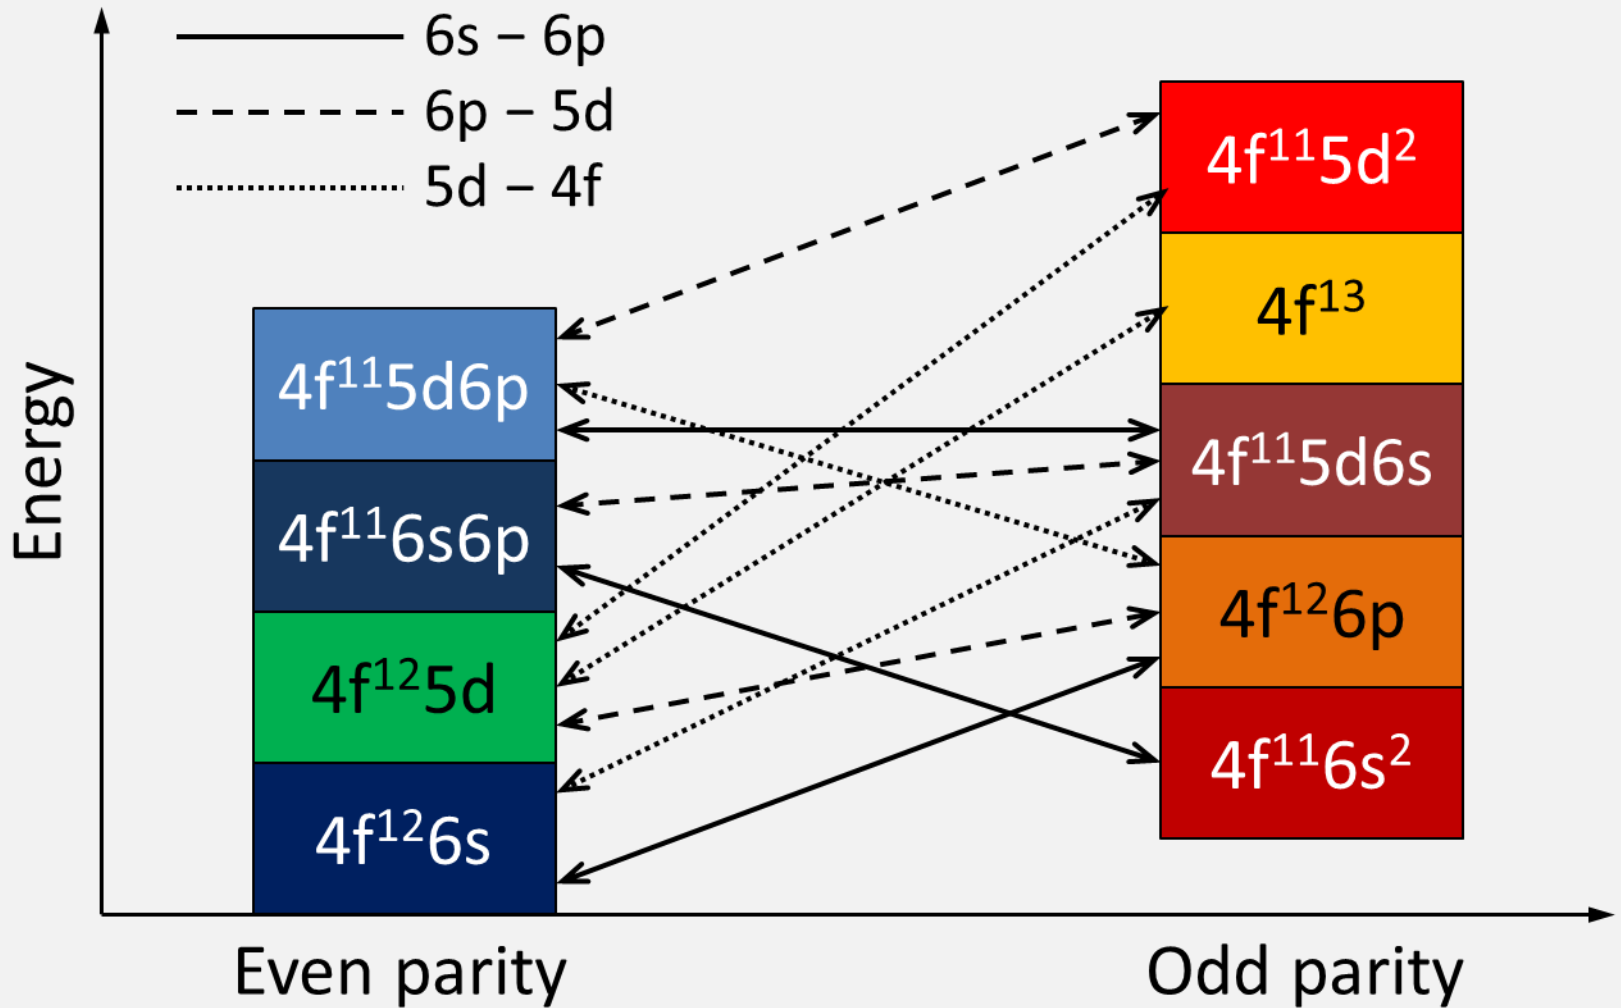 6s – 6p
6p – 5d
5d – 4f
Energy
4f¹¹5d6p
4f¹¹6s6p
4f¹²5d
4f¹²6s
4f¹¹5d²
4f¹³
4f¹¹5d6s
4f¹²6p
4f¹¹6s²
Even parity
Odd parity